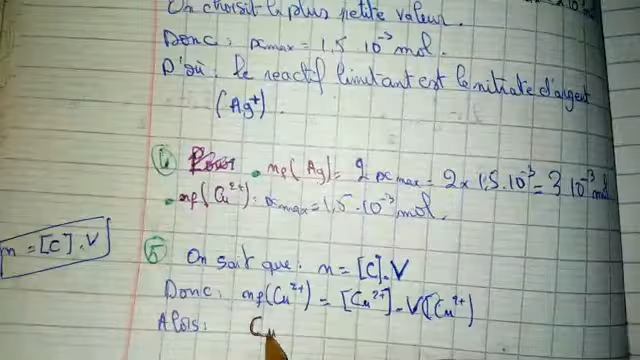 On choisit la plus petite valeur.
Donc: xmax = 1,5 10⁻³ mol.
D'où: le reactif limitant est le nitrate d'argent
(Ag⁺).
4 • nf(Ag) = 2 xmax = 2 x 1,5.10⁻³ = 3 10⁻³ mol
• nf(Cu²⁺) = xmax = 1,5.10⁻³ mol.
n = [C].V
5 On sait que: n = [C].V
Donc: nf(Cu²⁺) = [Cu²⁺].V(Cu²⁺)
Alors: Cu